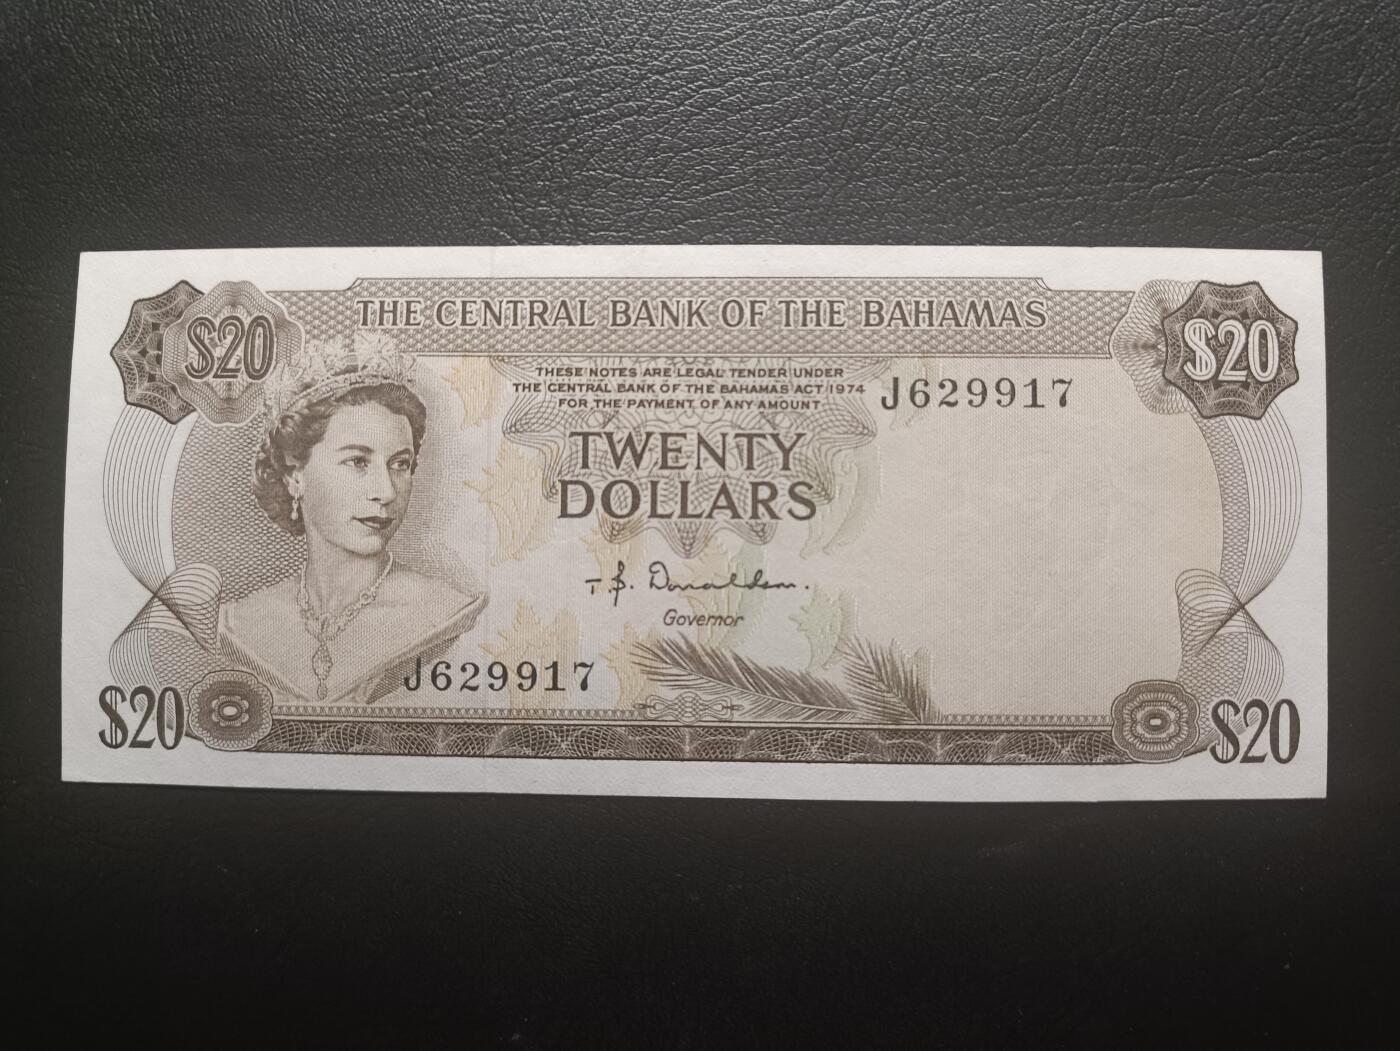 $20
THE CENTRAL BANK OF THE BAHAMAS
$20
THESE NOTES ARE LEGAL TENDER UNDER
THE CENTRAL BANK OF THE BAHAMAS ACT 1974
FOR THE PAYMENT OF ANY AMOUNT
J629917
TWENTY
DOLLARS
T.B. Donaldson.
Governor
J629917
$20
$20